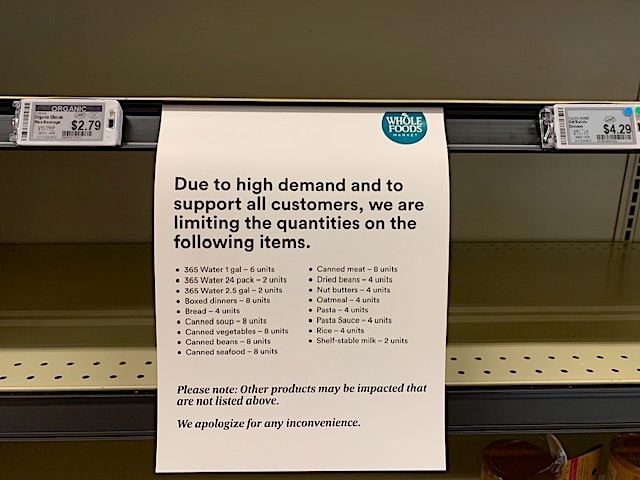 ORGANIC
$2.79
WHOLE
FOODS
MARKET
$4.29
Due to high demand and to
support all customers, we are
limiting the quantities on the
following items.
• 365 Water 1 gal – 6 units
• 365 Water 24 pack – 2 units
• 365 Water 2.5 gal – 2 units
• Boxed dinners – 8 units
• Bread – 4 units
• Canned soup – 8 units
• Canned vegetables – 8 units
• Canned beans – 8 units
• Canned seafood – 8 units
• Canned meat – 8 units
• Dried beans – 4 units
• Nut butters – 4 units
• Oatmeal – 4 units
• Pasta – 4 units
• Pasta Sauce – 4 units
• Rice – 4 units
• Shelf-stable milk – 2 units
Please note: Other products may be impacted that
are not listed above.
We apologize for any inconvenience.